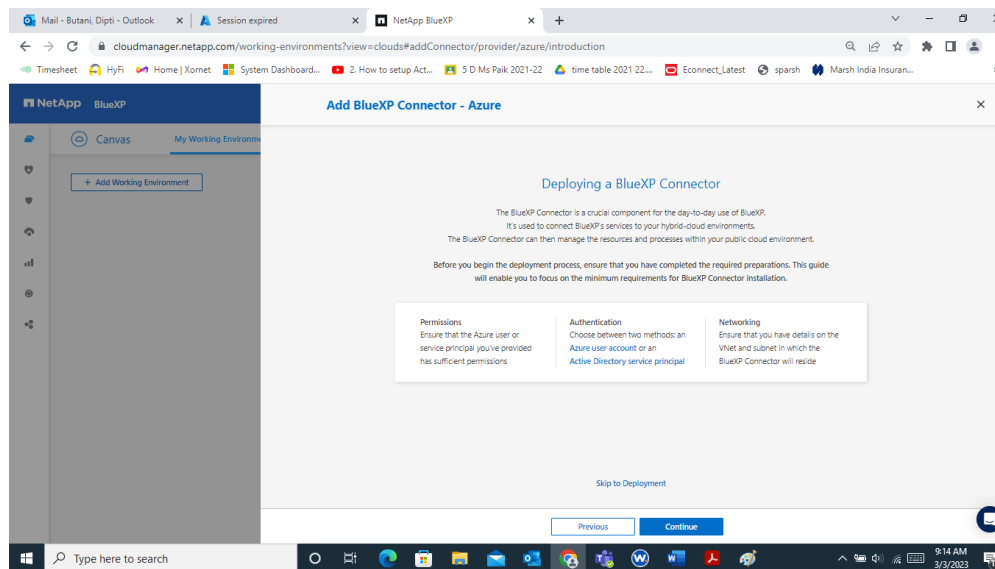 Mail - Butani, Dipti - Outlook
Session expired
NetApp BlueXP
cloudmanager.netapp.com/working-environments?view=clouds#addConnector/provider/azure/introduction
Timesheet
HyFi
Home | Xornet
System Dashboard...
2. How to setup Act...
5 D Ms Paik 2021-22
time table 2021 22....
Econnect_Latest
sparsh
Marsh India Insuran...
NetApp BlueXP
Add BlueXP Connector - Azure
Canvas
My Working Environme
+ Add Working Environment
Deploying a BlueXP Connector
The BlueXP Connector is a crucial component for the day-to-day use of BlueXP.
It's used to connect BlueXP's services to your hybrid-cloud environments.
The BlueXP Connector can then manage the resources and processes within your public cloud environment.
Before you begin the deployment process, ensure that you have completed the required preparations. This guide
will enable you to focus on the minimum requirements for BlueXP Connector installation.
Permissions
Ensure that the Azure user or
service principal you've provided
has sufficient permissions
Authentication
Choose between two methods: an
Azure user account or an
Active Directory service principal
Networking
Ensure that you have details on the
VNet and subnet in which the
BlueXP Connector will reside
Skip to Deployment
Previous
Continue
Type here to search
9:14 AM
3/3/2023